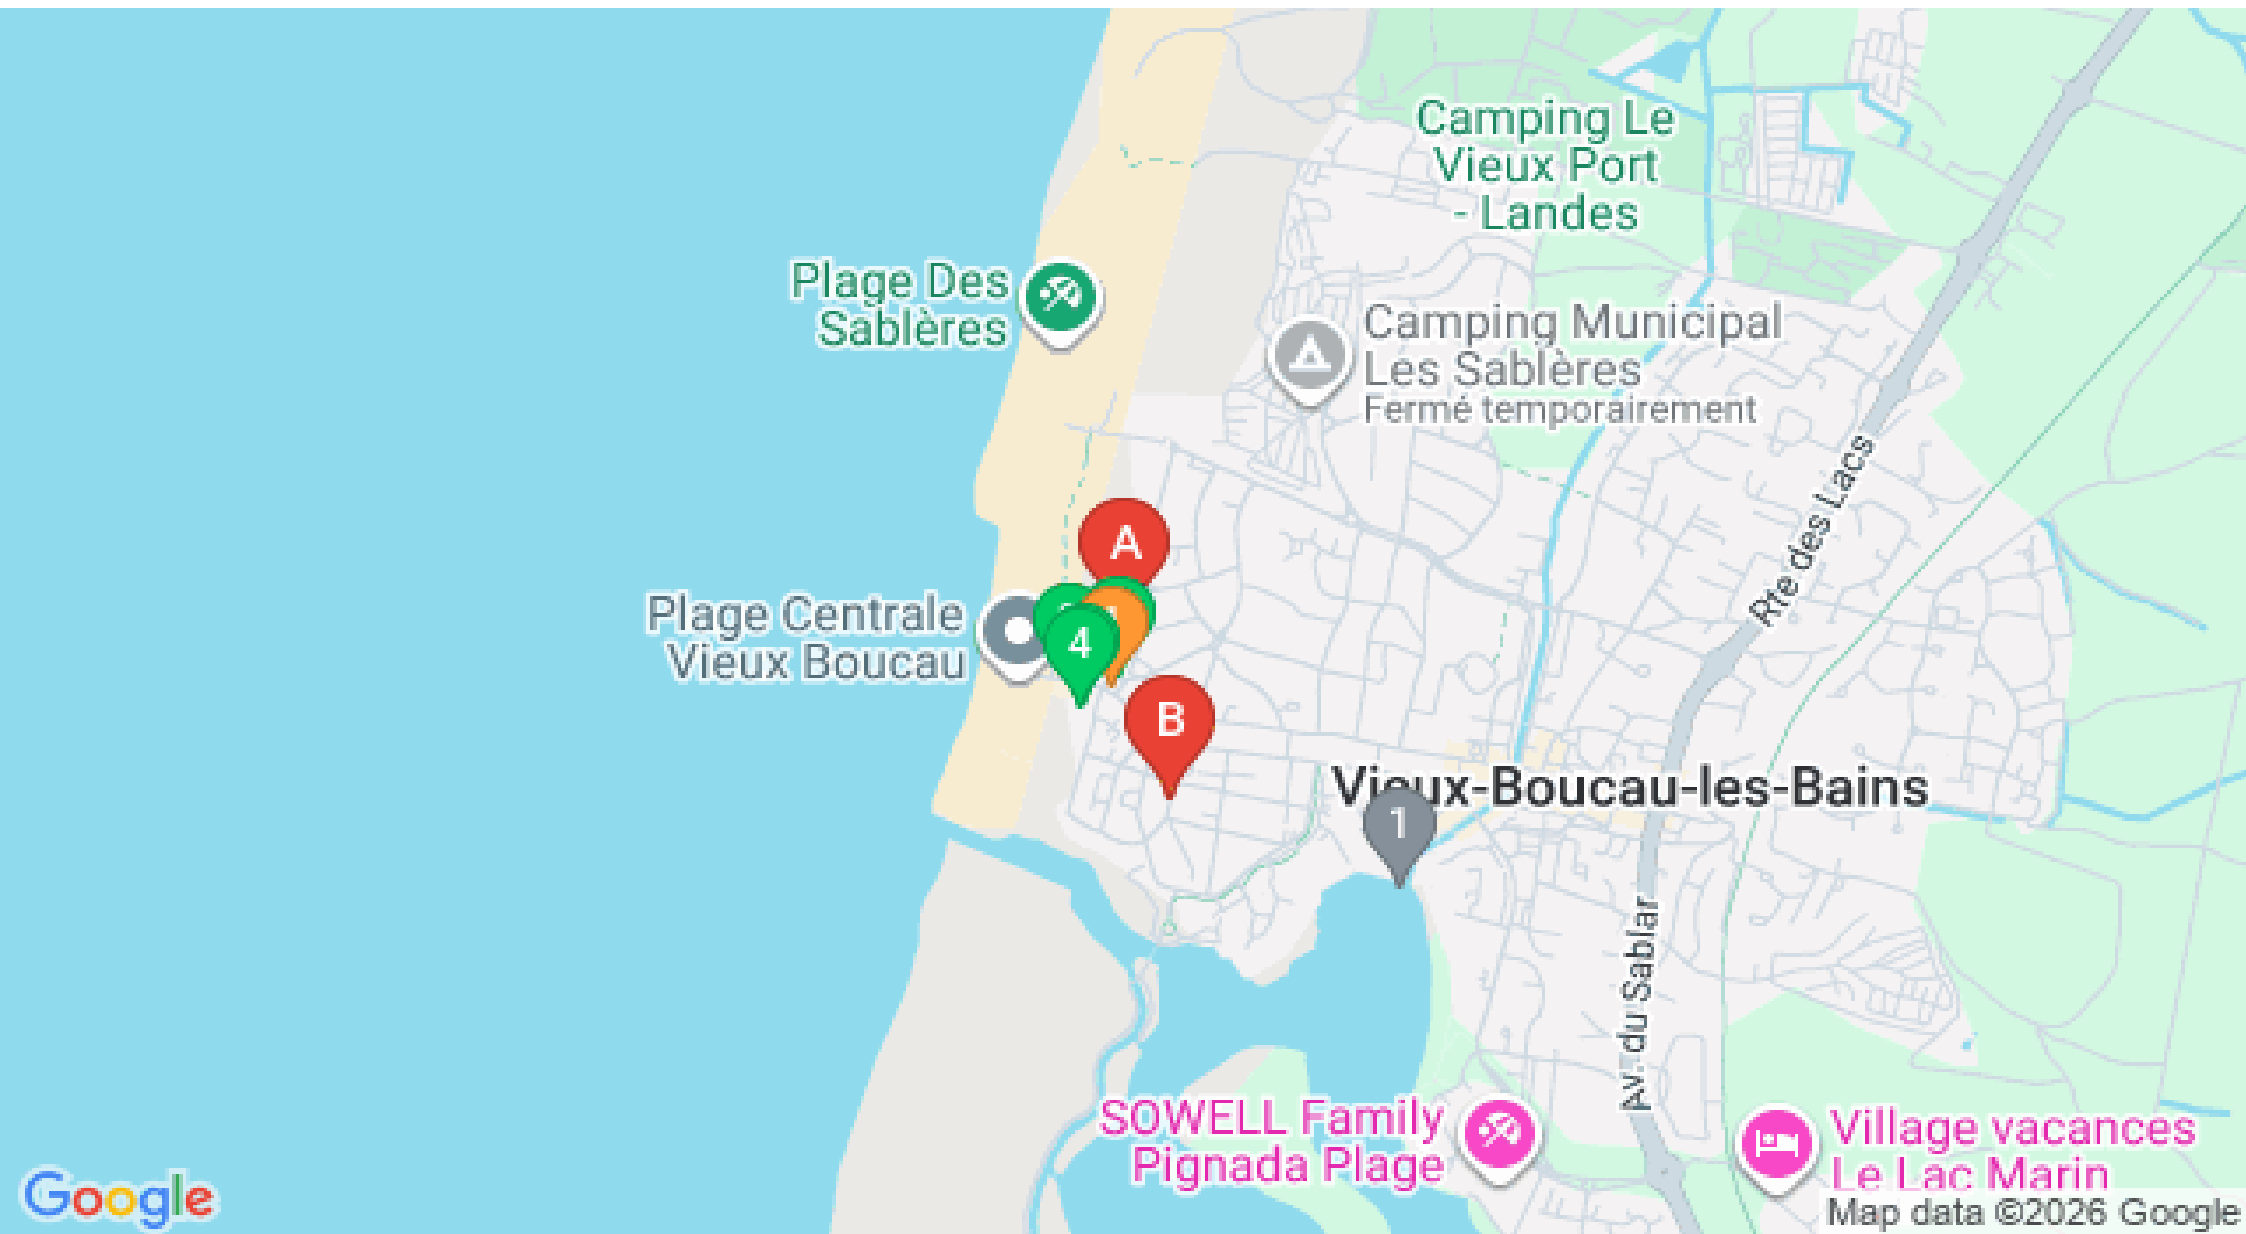 Camping Le
Vieux Port
- Landes
Plage Des
Sablères
Camping Municipal
Les Sablères
Fermé temporairement
Rte des Lacs
A
Plage Centrale
Vieux Boucau
4
B
Vieux-Boucau-les-Bains
1
Av. du Sablar
SOWELL Family
Pignada Plage
Village vacances
Le Lac Marin
Google
Map data ©2026 Google